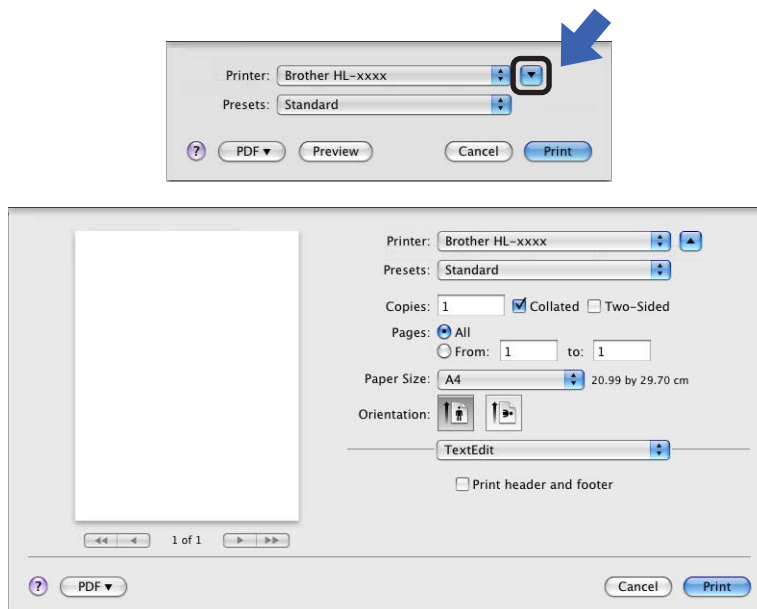 Printer: Brother HL-xxxx
Presets: Standard
? PDF▼ Preview Cancel Print
Printer: Brother HL-xxxx
Presets: Standard
Copies: 1 Collated Two-Sided
Pages: All
From: 1 to: 1
Paper Size: A4 20.99 by 29.70 cm
Orientation:
TextEdit
Print header and footer
1 of 1
? PDF▼ Cancel Print